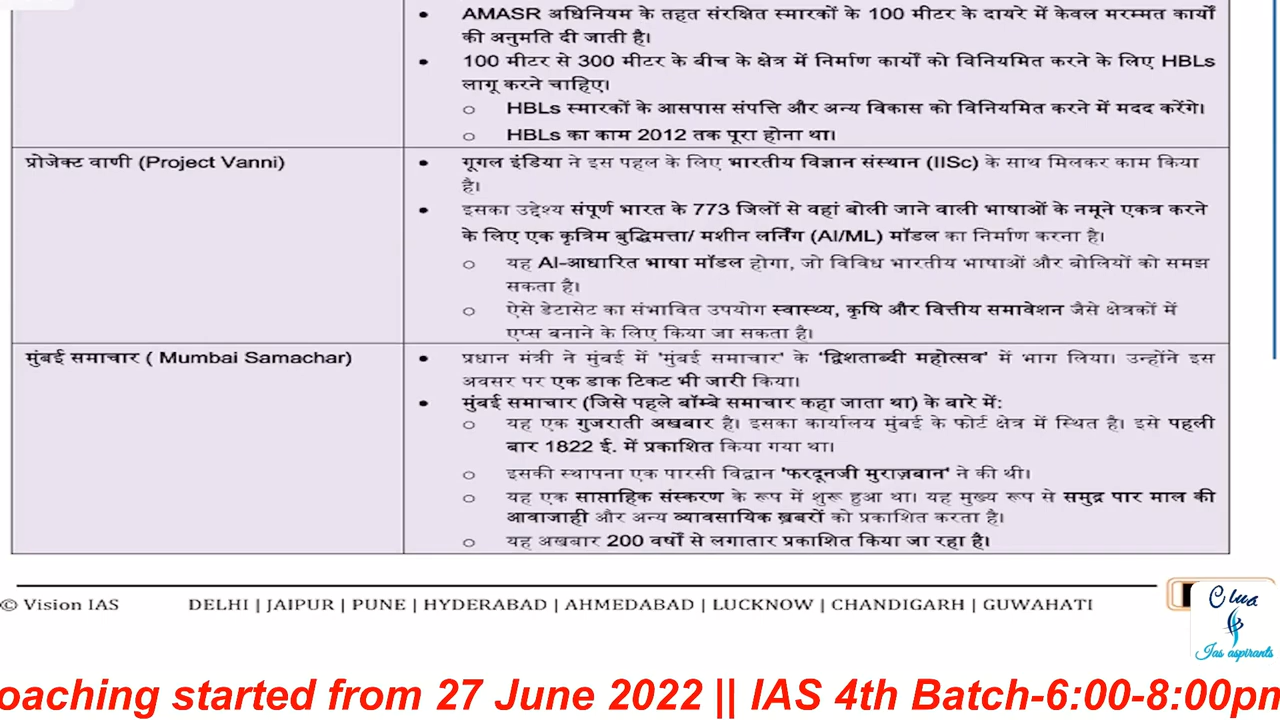 AMASR अधिनियम के तहत संरक्षित स्मारकों के 100 मीटर के दायरे में केवल मरम्मत कार्यों
की अनुमति दी जाती है।
100 मीटर से 300 मीटर के बीच के क्षेत्र में निर्माण कार्यों को विनियमित करने के लिए HBLs
लागू करने चाहिए।
HBLs स्मारकों के आसपास संपत्ति और अन्य विकास को विनियमित करने में मदद करेंगे।
HBLs का काम 2012 तक पूरा होना था।
प्रोजेक्ट वाणी (Project Vanni)
गूगल इंडिया ने इस पहल के लिए भारतीय विज्ञान संस्थान (IISc) के साथ मिलकर काम किया
है।
इसका उद्देश्य संपूर्ण भारत के 773 जिलों से वहां बोली जाने वाली भाषाओं के नमूने एकत्र करने
के लिए एक कृत्रिम बुद्धिमत्ता/ मशीन लर्निंग (AI/ML) मॉडल का निर्माण करना है।
यह AI-आधारित भाषा मॉडल होगा, जो विविध भारतीय भाषाओं और बोलियों को समझ
सकता है।
ऐसे डेटासेट का संभावित उपयोग स्वास्थ्य, कृषि और वित्तीय समावेशन जैसे क्षेत्रकों में
एप्स बनाने के लिए किया जा सकता है।
मुंबई समाचार ( Mumbai Samachar)
प्रधान मंत्री ने मुंबई में 'मुंबई समाचार' के 'द्विशताब्दी महोत्सव' में भाग लिया। उन्होंने इस
अवसर पर एक डाक टिकट भी जारी किया।
मुंबई समाचार (जिसे पहले बॉम्बे समाचार कहा जाता था) के बारे में:
यह एक गुजराती अखबार है। इसका कार्यालय मुंबई के फोर्ट क्षेत्र में स्थित है। इसे पहली
बार 1822 ई. में प्रकाशित किया गया था।
इसकी स्थापना एक पारसी विद्वान 'फरदूनजी मुराज़बान' ने की थी।
यह एक साप्ताहिक संस्करण के रूप में शुरू हुआ था। यह मुख्य रूप से समुद्र पार माल की
आवाजाही और अन्य व्यावसायिक ख़बरों को प्रकाशित करता है।
यह अखबार 200 वर्षों से लगातार प्रकाशित किया जा रहा है।
© Vision IAS DELHI | JAIPUR | PUNE | HYDERABAD | AHMEDABAD | LUCKNOW | CHANDIGARH | GUWAHATI
Ias aspirants
oaching started from 27 June 2022 || IAS 4th Batch-6:00-8:00pm